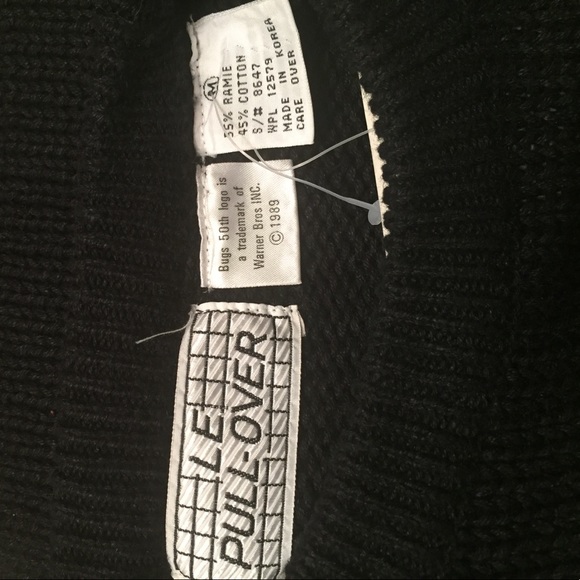 M
55% RAMIE
45% COTTON
S/# 8647
WPL 12579
MADE IN KOREA
CARE OVER
Bugs 50th logo is
a trademark of
Warner Bros INC.
© 1989
LE
PULL-OVER